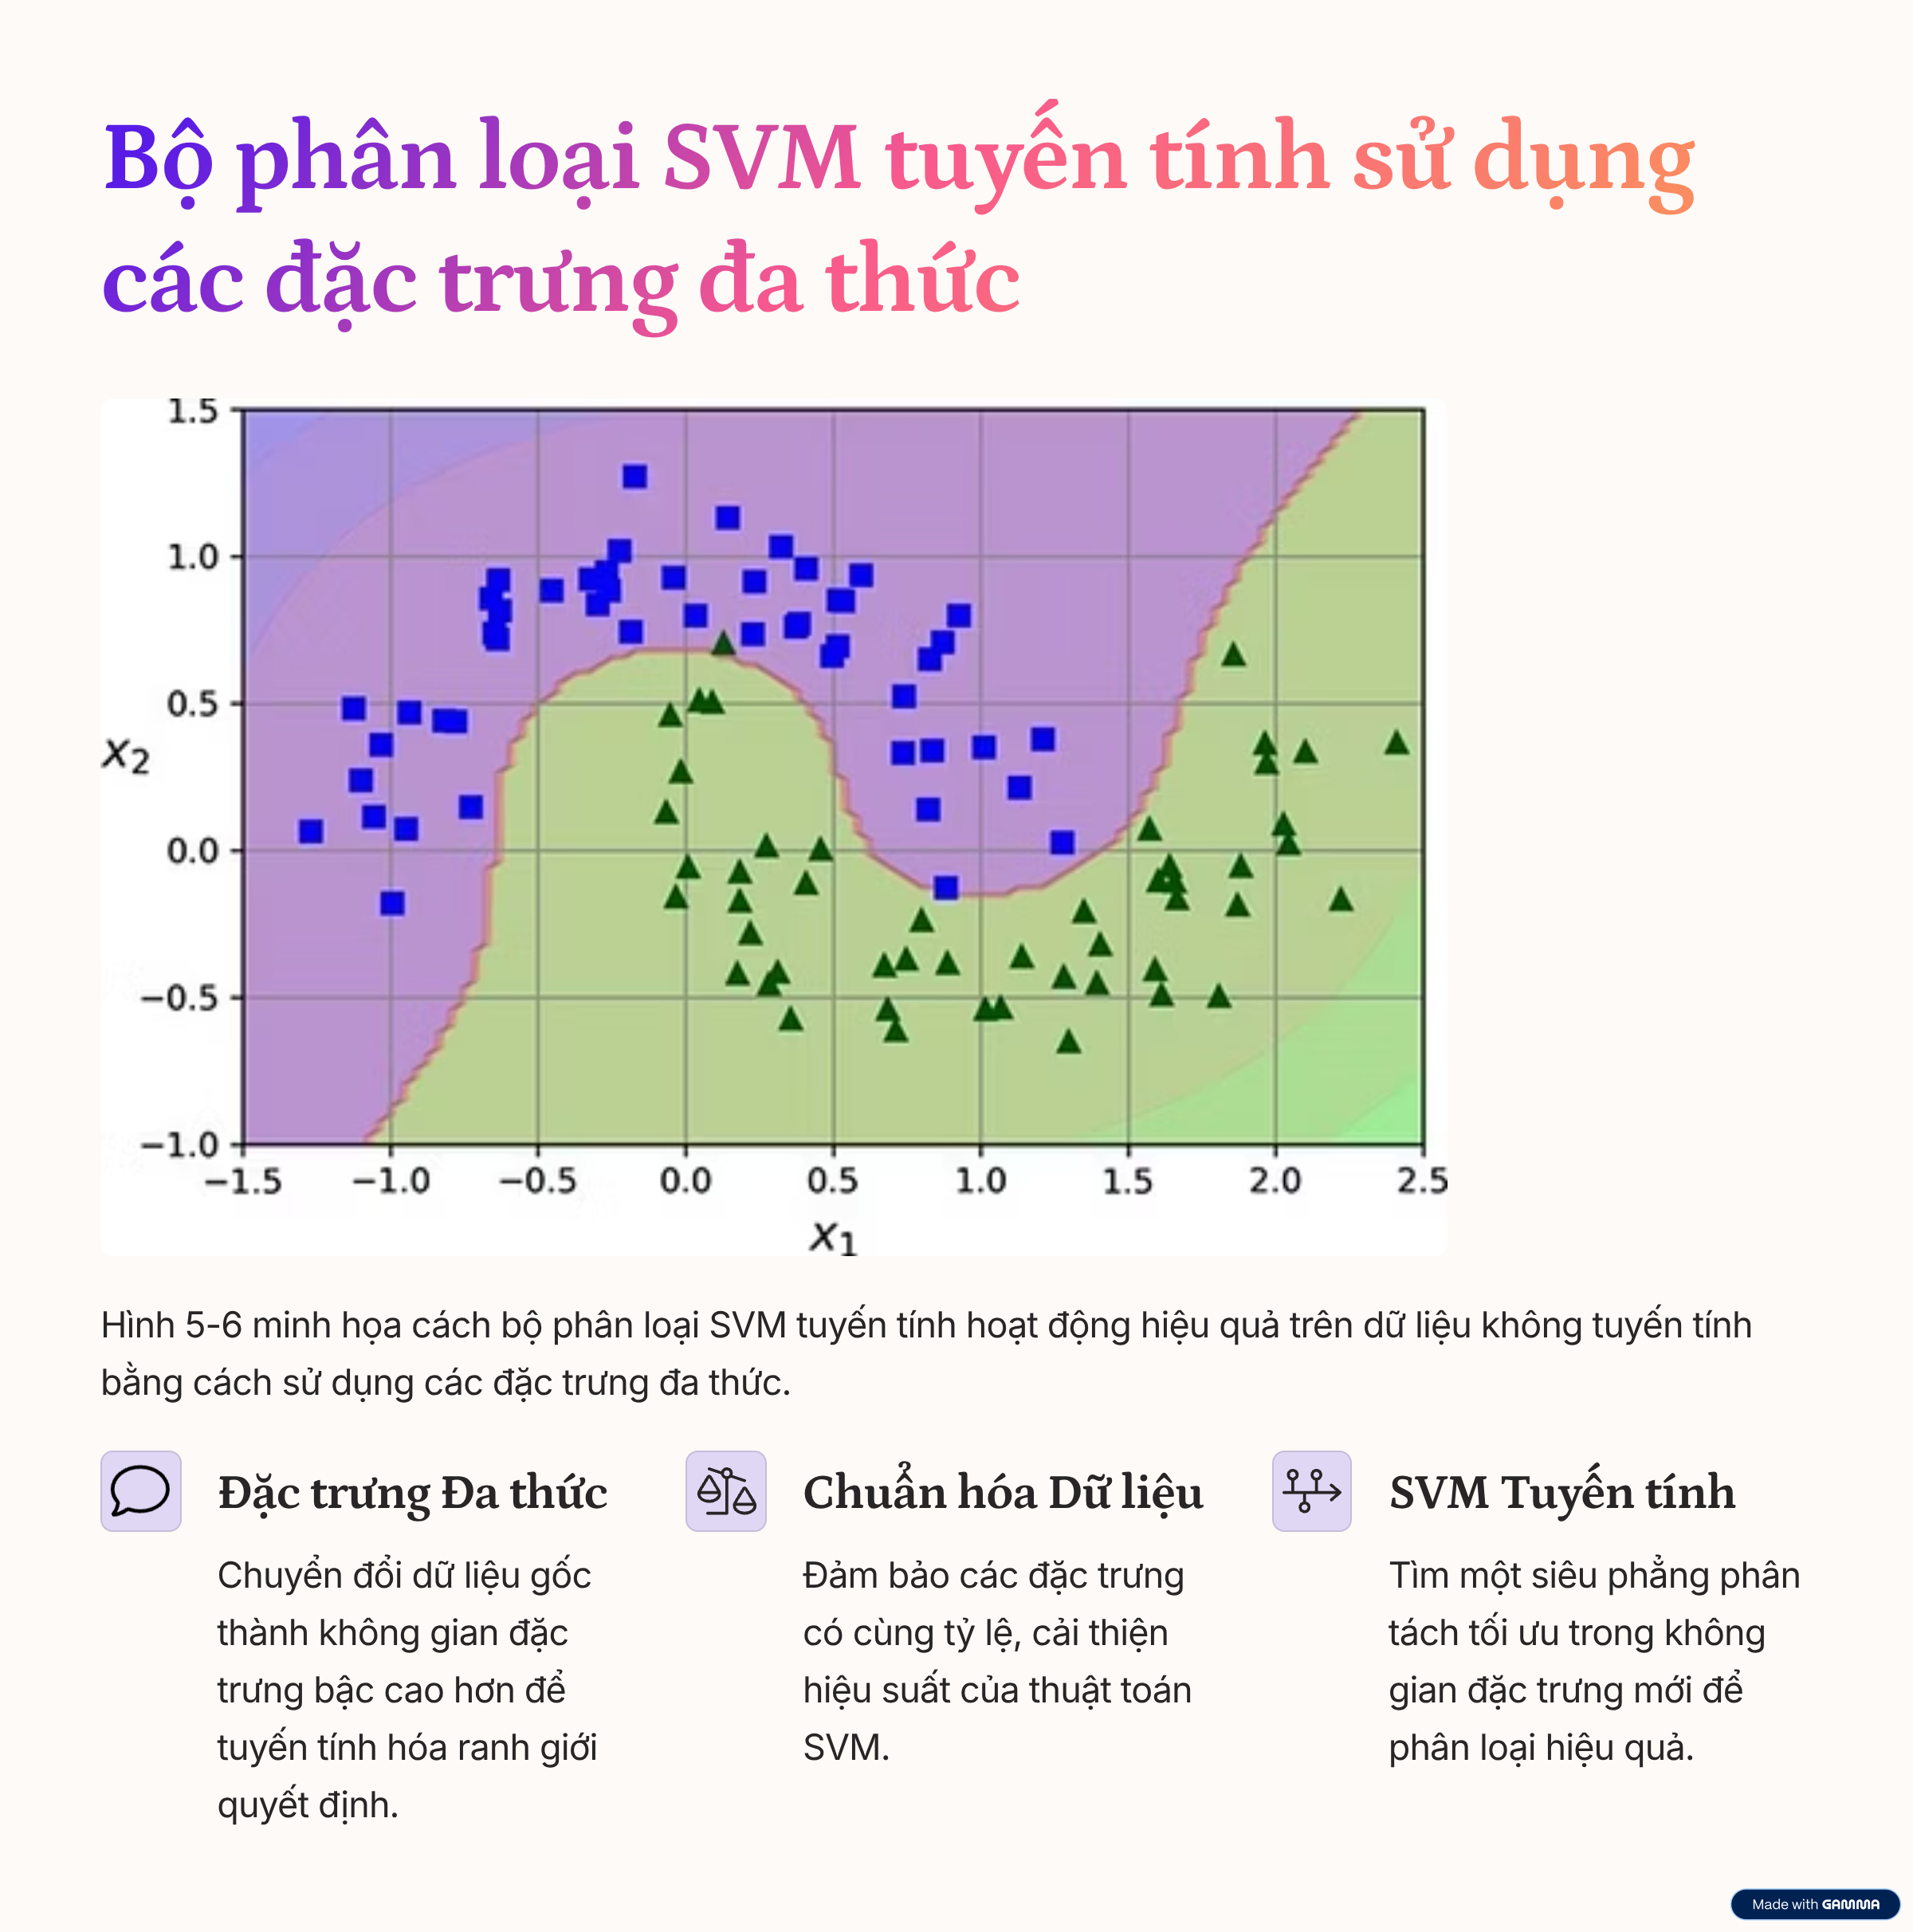 Bộ phân loại SVM tuyến tính sử dụng
các đặc trưng đa thức
1.5
1.0
0.5
0.0
−0.5
−1.0
x2
−1.5 −1.0 −0.5 0.0 0.5 1.0 1.5 2.0 2.5
x1
Hình 5-6 minh họa cách bộ phân loại SVM tuyến tính hoạt động hiệu quả trên dữ liệu không tuyến tính
bằng cách sử dụng các đặc trưng đa thức.
Đặc trưng Đa thức
Chuyển đổi dữ liệu gốc
thành không gian đặc
trưng bậc cao hơn để
tuyến tính hóa ranh giới
quyết định.
Chuẩn hóa Dữ liệu
Đảm bảo các đặc trưng
có cùng tỷ lệ, cải thiện
hiệu suất của thuật toán
SVM.
SVM Tuyến tính
Tìm một siêu phẳng phân
tách tối ưu trong không
gian đặc trưng mới để
phân loại hiệu quả.
Made with GAMMA